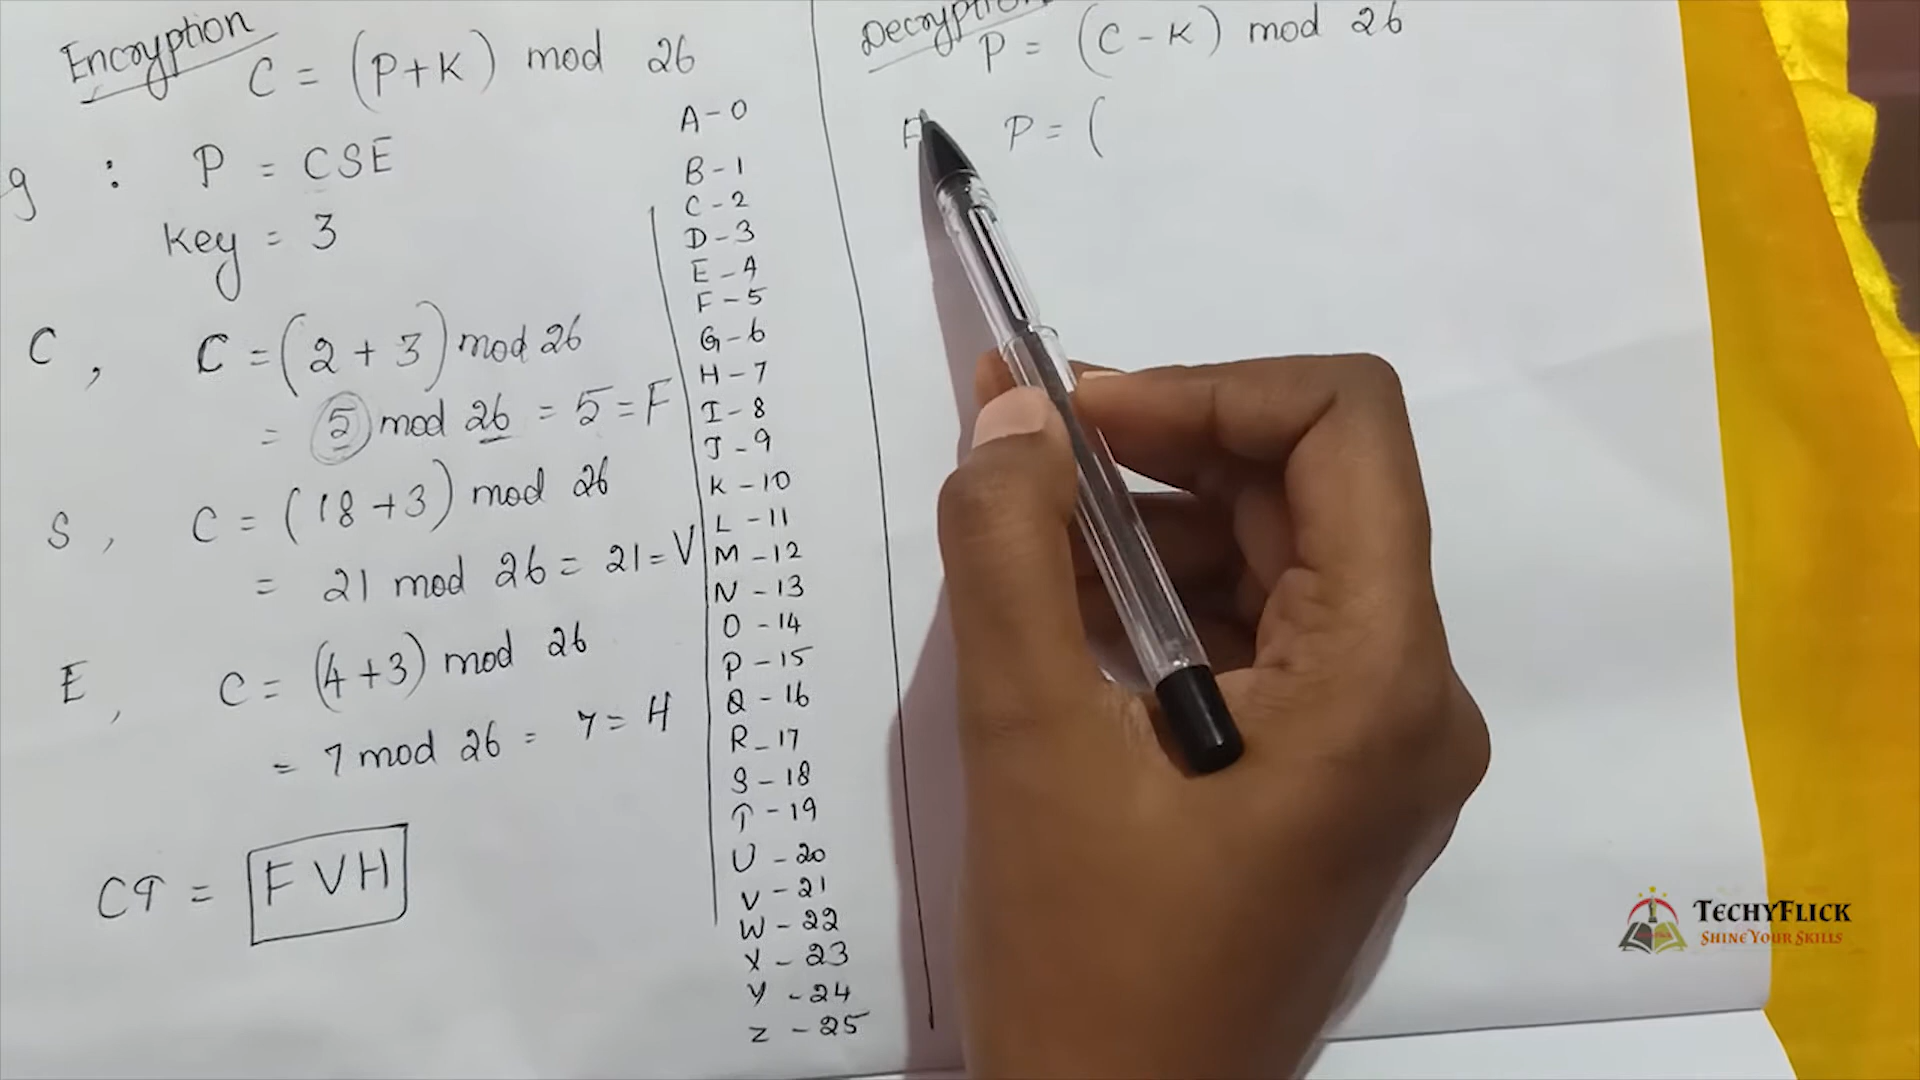 Encryption
C = (P+K) mod 26
g : P = CSE
Key = 3
C, C = (2 + 3) mod 26
= 5 mod 26 = 5 = F
S, C = (18 +3) mod 26
= 21 mod 26 = 21 = V
E, C = (4+3) mod 26
= 7 mod 26 = 7 = H
CT = FVH
A - 0
B - 1
C - 2
D - 3
E - 4
F - 5
G - 6
H - 7
I - 8
J - 9
K - 10
L - 11
M - 12
N - 13
O - 14
P - 15
Q - 16
R - 17
S - 18
T - 19
U - 20
V - 21
W - 22
X - 23
Y - 24
Z - 25
Decryption
P = (C - K) mod 26
F P = (
TECHYFLICK
SHINE YOUR SKILLS